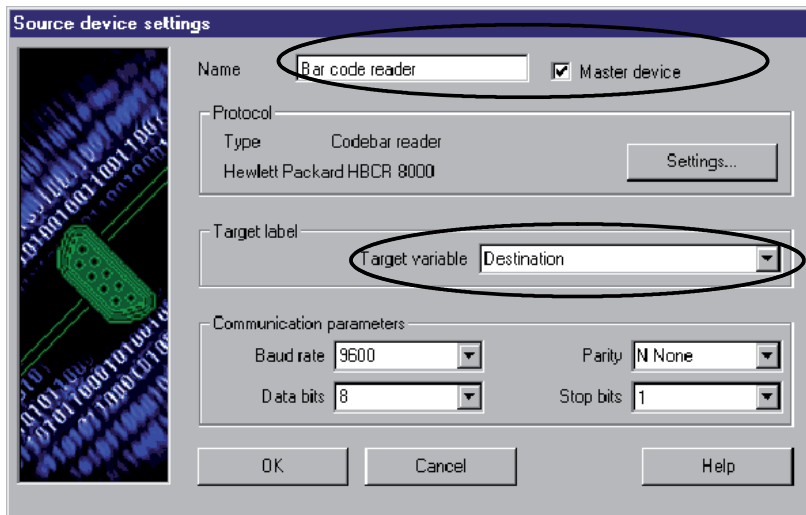 Source device settings
Name Bar code reader Master device
Protocol
Type Codebar reader
Hewlett Packard HBCR 8000
Settings...
Target label
Target variable Destination
Communication parameters
Baud rate 9600 Parity N None
Data bits 8 Stop bits 1
OK Cancel Help